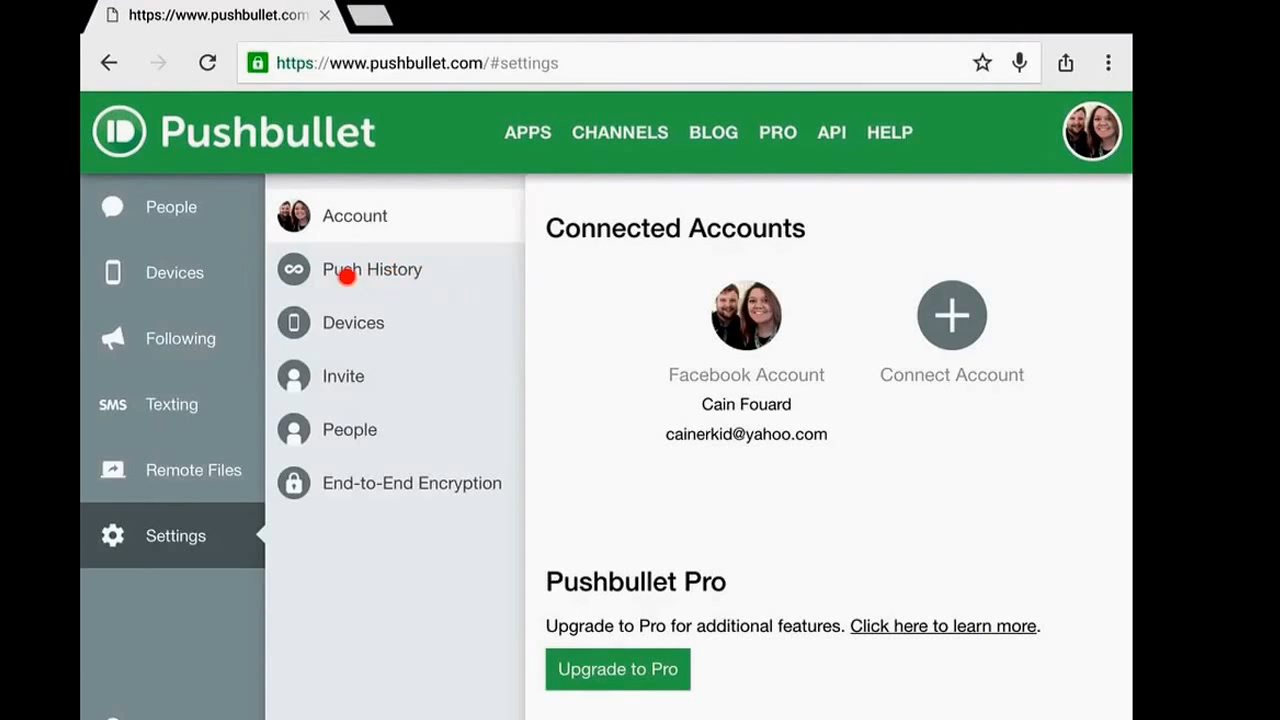 https://www.pushbullet.com
https://www.pushbullet.com/#settings
Pushbullet
APPS CHANNELS BLOG PRO API HELP
People
Devices
Following
SMS Texting
Remote Files
Settings
Account
Push History
Devices
Invite
People
End-to-End Encryption
Connected Accounts
Facebook Account
Cain Fouard
cainerkid@yahoo.com
Connect Account
Pushbullet Pro
Upgrade to Pro for additional features. Click here to learn more.
Upgrade to Pro